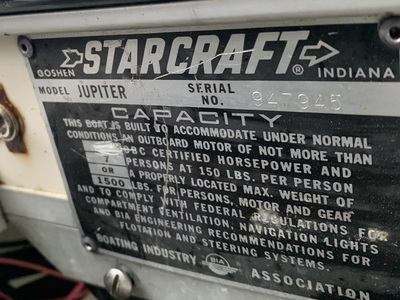 STARCRAFT®
GOSHEN INDIANA
MODEL JUPITER SERIAL NO. 947945
CAPACITY
THIS BOAT IS BUILT TO ACCOMMODATE UNDER NORMAL
CONDITIONS AN OUTBOARD MOTOR OF NOT MORE THAN
OBC CERTIFIED HORSEPOWER AND
7 PERSONS AT 150 LBS. PER PERSON
OR A PROPERLY LOCATED MAX. WEIGHT OF
1500 LBS. FOR PERSONS, MOTOR AND GEAR
AND TO COMPLY WITH FEDERAL REGULATIONS FOR
COMPARTMENT VENTILATION, NAVIGATION LIGHTS
AND BIA ENGINEERING RECOMMENDATIONS FOR
FLOTATION AND STEERING SYSTEMS.
BOATING INDUSTRY BIA ASSOCIATION